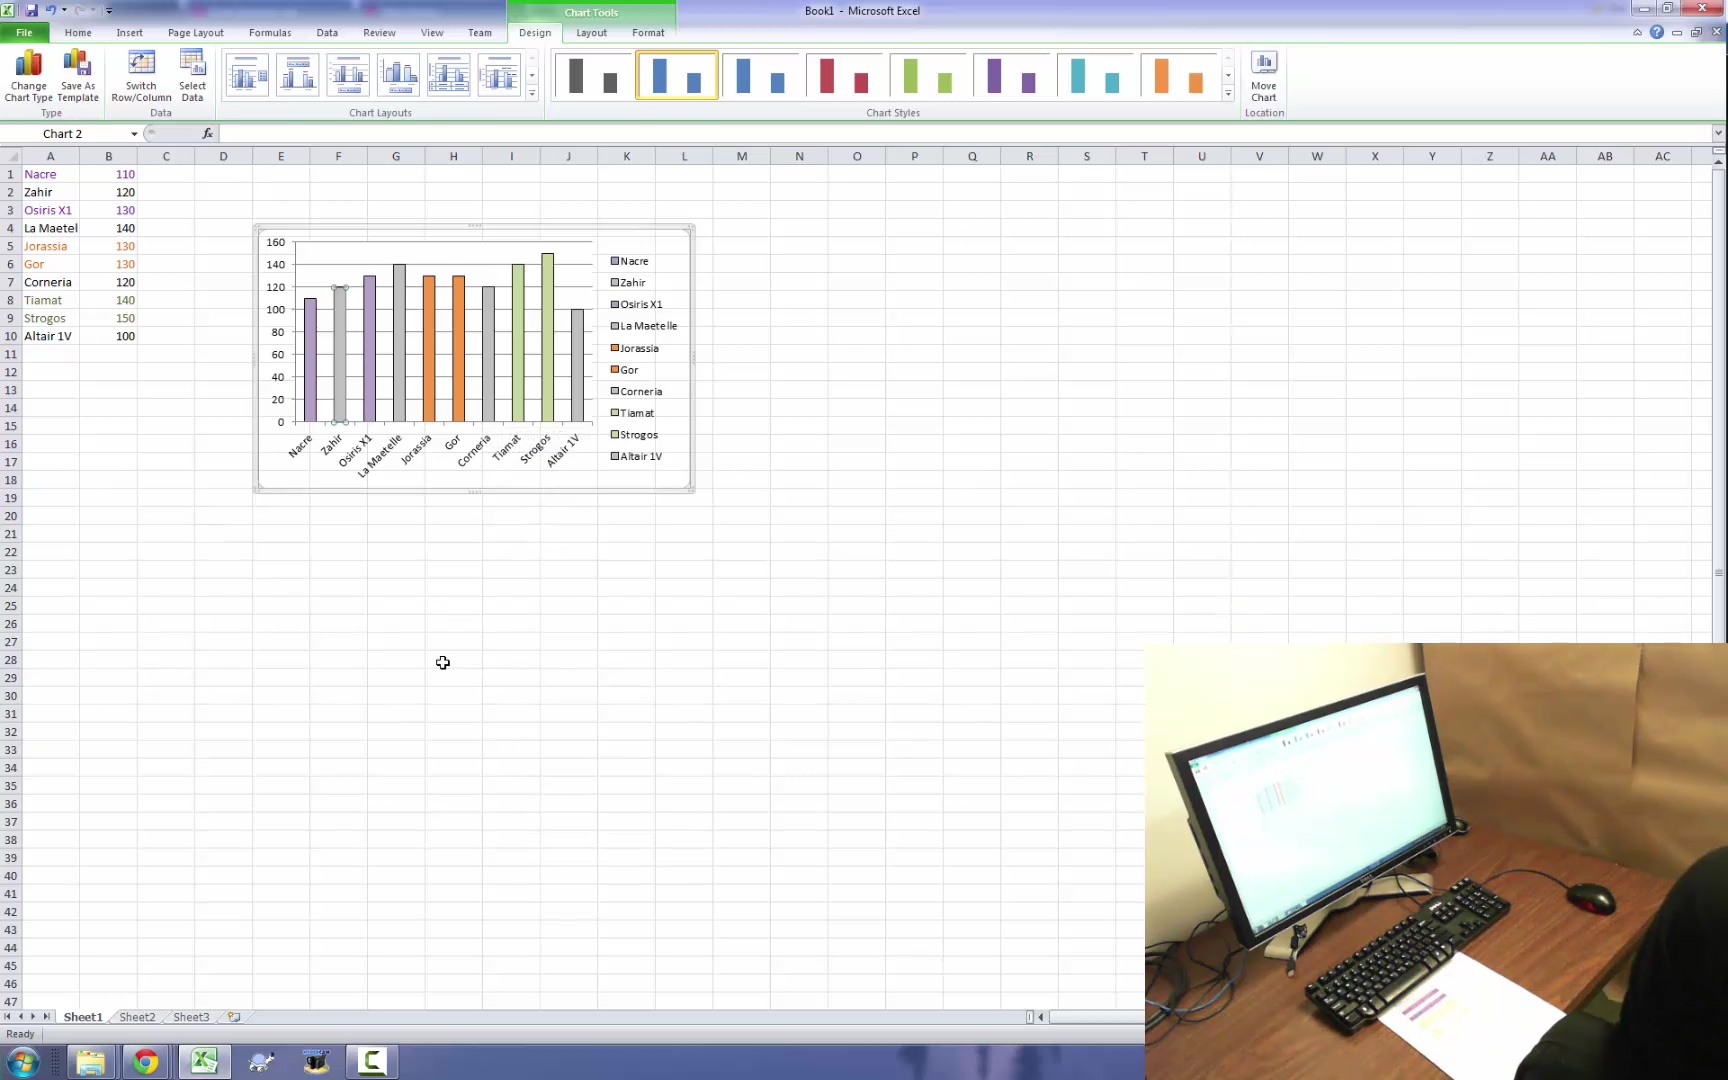 Chart Tools
Book1 - Microsoft Excel
File Home Insert Page Layout Formulas Data Review View Team Design Layout Format
Change Chart Type
Save As Template
Switch Row/Column
Select Data
Move Chart
Type Data Chart Layouts Chart Styles Location
Chart 2 fx
A B C D E F G H I J K L M N O P Q R S T U V W X Y Z AA AB AC
1 Nacre 110
2 Zahir 120
3 Osiris X1 130
4 La Maetel 140
5 Jorassia 130
6 Gor 130
7 Corneria 120
8 Tiamat 140
9 Strogos 150
10 Altair 1V 100
11
12
13
14
15
16
17
18
19
20
21
22
23
24
25
26
27
28
29
30
31
32
33
34
35
36
37
38
39
40
41
42
43
44
45
46
47
160
140
120
100
80
60
40
20
0
Nacre Zahir Osiris X1 La Maetelle Jorassia Gor Corneria Tiamat Strogos Altair 1V
Nacre
Zahir
Osiris X1
La Maetelle
Jorassia
Gor
Corneria
Tiamat
Strogos
Altair 1V
Sheet1 Sheet2 Sheet3
Ready